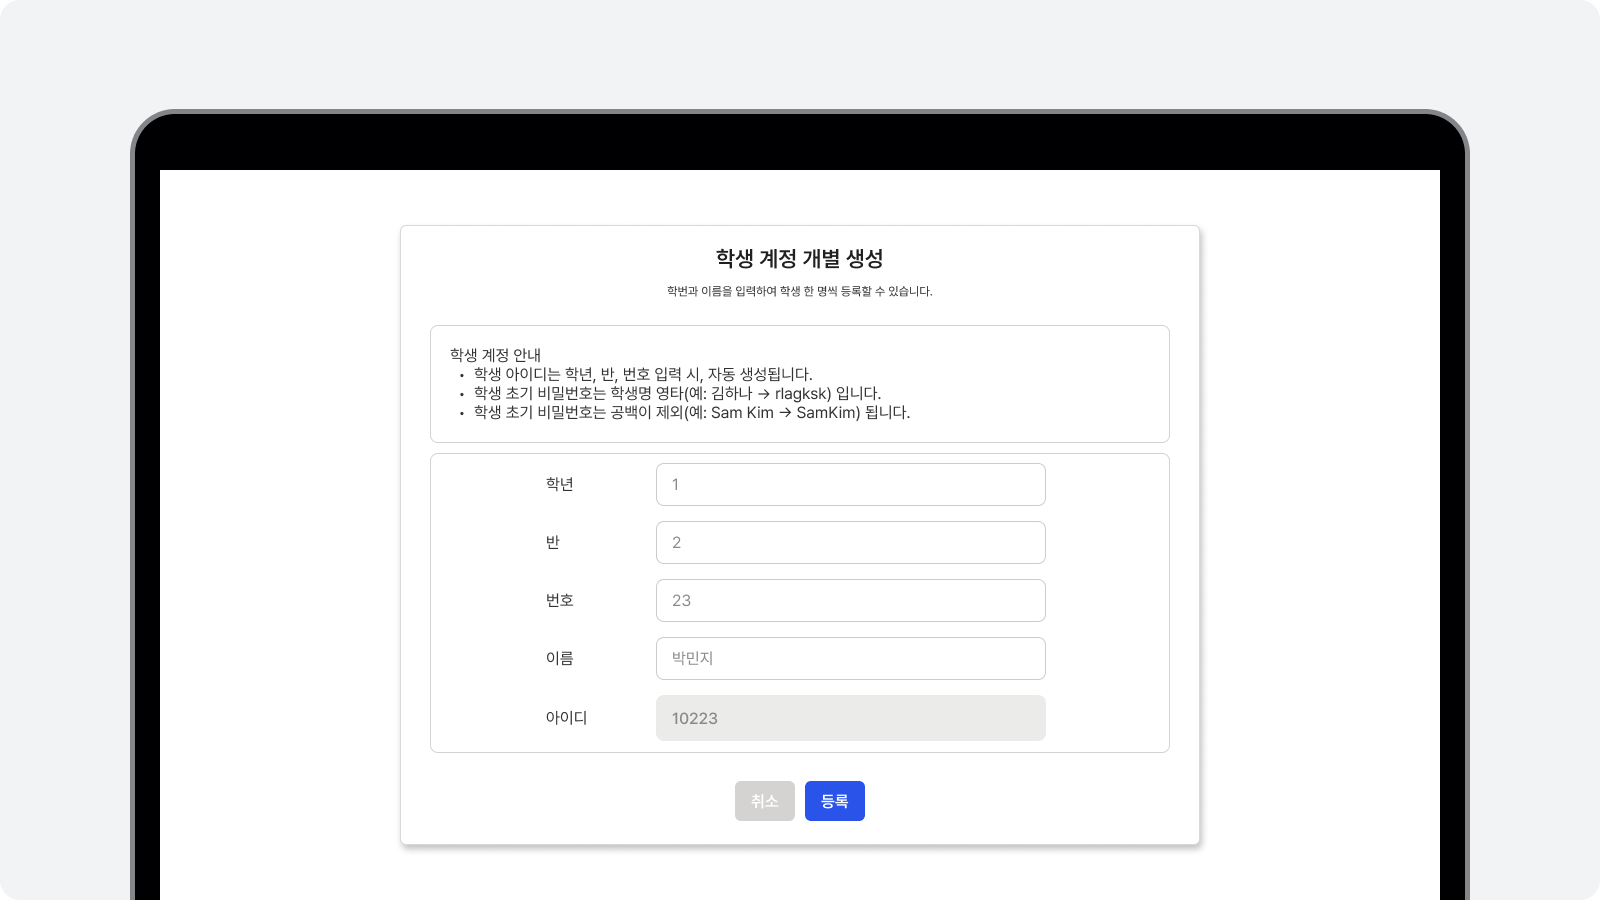 학생 계정 개별 생성
학번과 이름을 입력하여 학생 한 명씩 등록할 수 있습니다.
학생 계정 안내
• 학생 아이디는 학년, 반, 번호 입력 시, 자동 생성됩니다.
• 학생 초기 비밀번호는 학생명 영타(예: 김하나 → rlagksk) 입니다.
• 학생 초기 비밀번호는 공백이 제외(예: Sam Kim → SamKim) 됩니다.
학년 1
반 2
번호 23
이름 박민지
아이디 10223
취소 등록